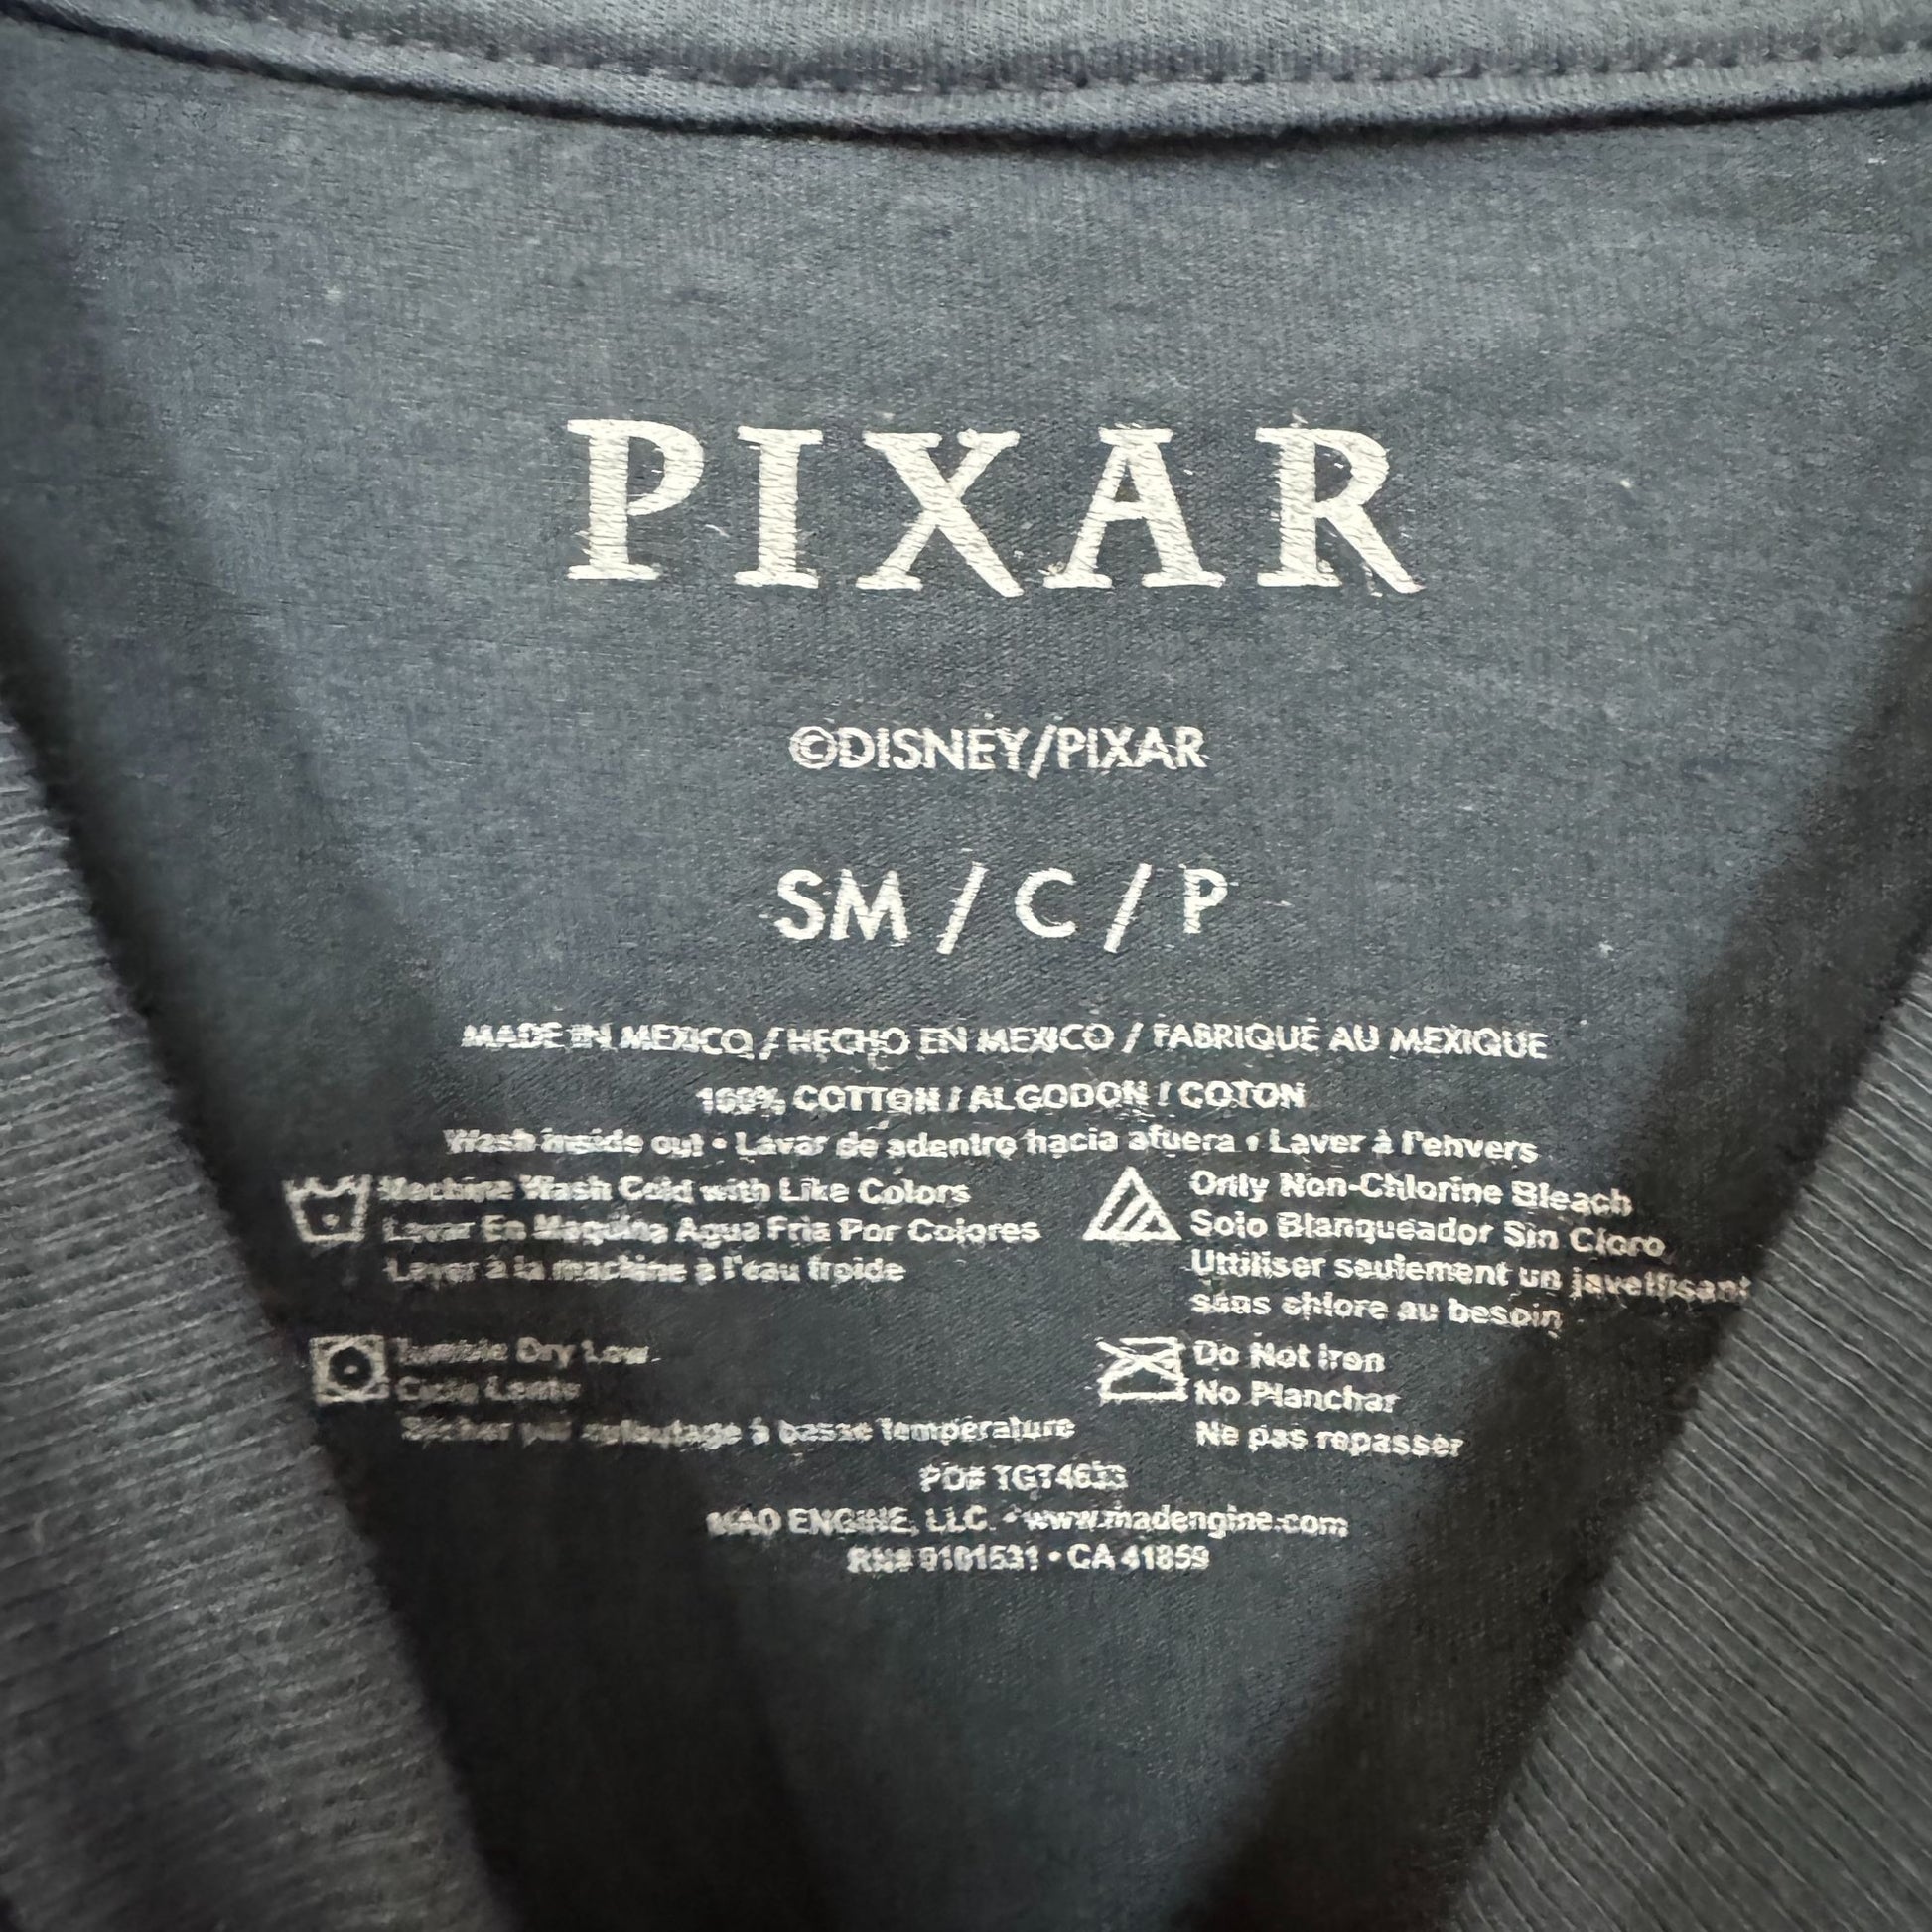 PIXAR
©DISNEY/PIXAR
SM / C / P
MADE IN MEXICO / HECHO EN MEXICO / FABRIQUE AU MEXIQUE
100% COTTON / ALGODON / COTON
Wash inside out • Lavar de adentro hacia afuera • Laver à l'envers
Machine Wash Cold with Like Colors
Lavar En Maquina Agua Fria Por Colores
Laver à la machine à l'eau froide
Only Non-Chlorine Bleach
Solo Blanqueador Sin Cloro
Utiliser seulement un javellisant
sans chlore au besoin
Tumble Dry Low
Ciclo Lento
Sécher par culbutage à basse température
Do Not Iron
No Planchar
Ne pas repasser
PO#
MAD ENGINE, LLC. • www.madengine.com
RN# 0101531 • CA 41859